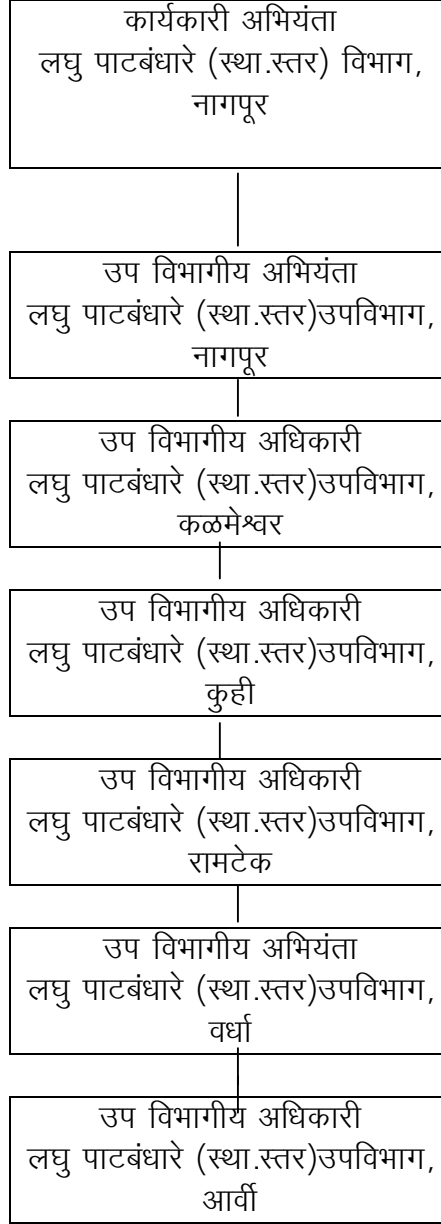 कार्यकारी अभियंता
लघु पाटबंधारे (स्था.स्तर) विभाग,
नागपूर
उप विभागीय अभियंता
लघु पाटबंधारे (स्था.स्तर)उपविभाग,
नागपूर
उप विभागीय अधिकारी
लघु पाटबंधारे (स्था.स्तर)उपविभाग,
कळमेश्वर
उप विभागीय अधिकारी
लघु पाटबंधारे (स्था.स्तर)उपविभाग,
कुही
उप विभागीय अधिकारी
लघु पाटबंधारे (स्था.स्तर)उपविभाग,
रामटेक
उप विभागीय अभियंता
लघु पाटबंधारे (स्था.स्तर)उपविभाग,
वर्धा
उप विभागीय अधिकारी
लघु पाटबंधारे (स्था.स्तर)उपविभाग,
आर्वी